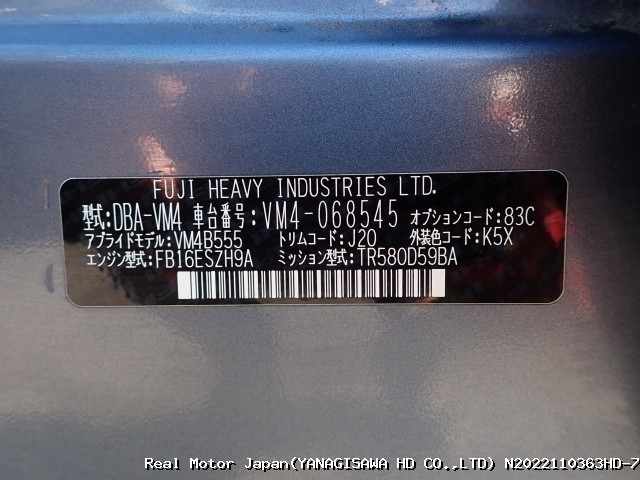 FUJI HEAVY INDUSTRIES LTD.
型式:DBA-VM4 車台番号:VM4-068545 オプションコード:83C
アプライドモデル:VM4B555 トリムコード:J20 外装色コード:K5X
エンジン型式:FB16ESZH9A ミッション型式:TR580D59BA
Real Motor Japan(YANAGISAWA HD CO.,LTD) N2022110363HD-7